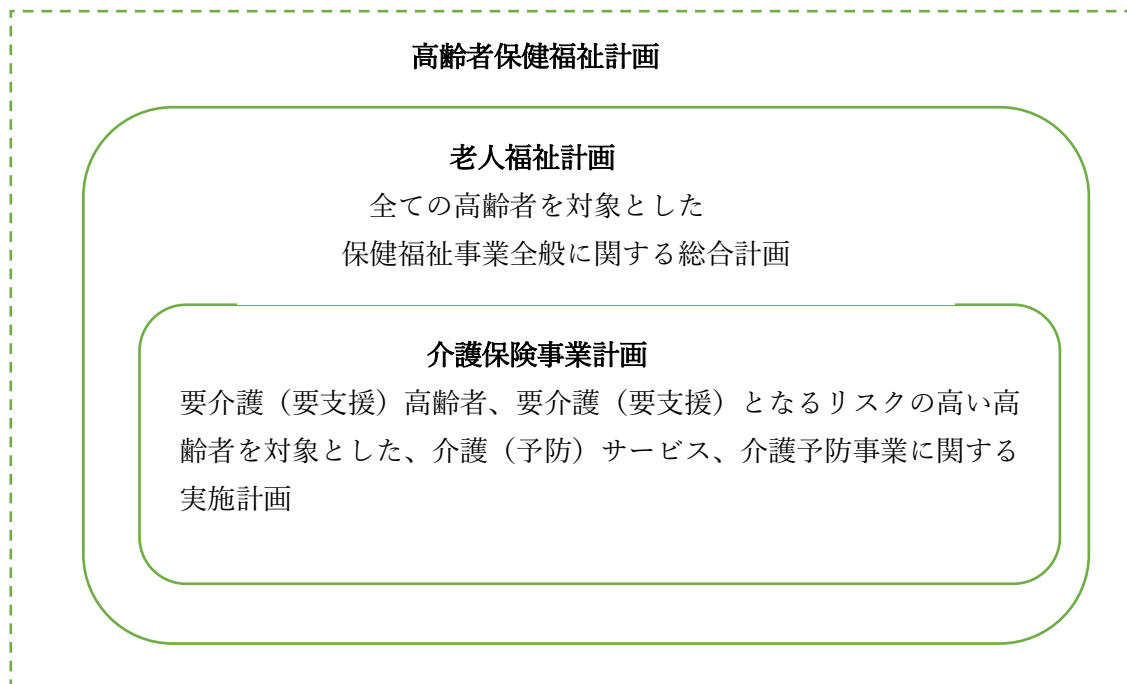 高齢者保健福祉計画
老人福祉計画
全ての高齢者を対象とした
保健福祉事業全般に関する総合計画
介護保険事業計画
要介護（要支援）高齢者、要介護（要支援）となるリスクの高い高
齢者を対象とした、介護（予防）サービス、介護予防事業に関する
実施計画